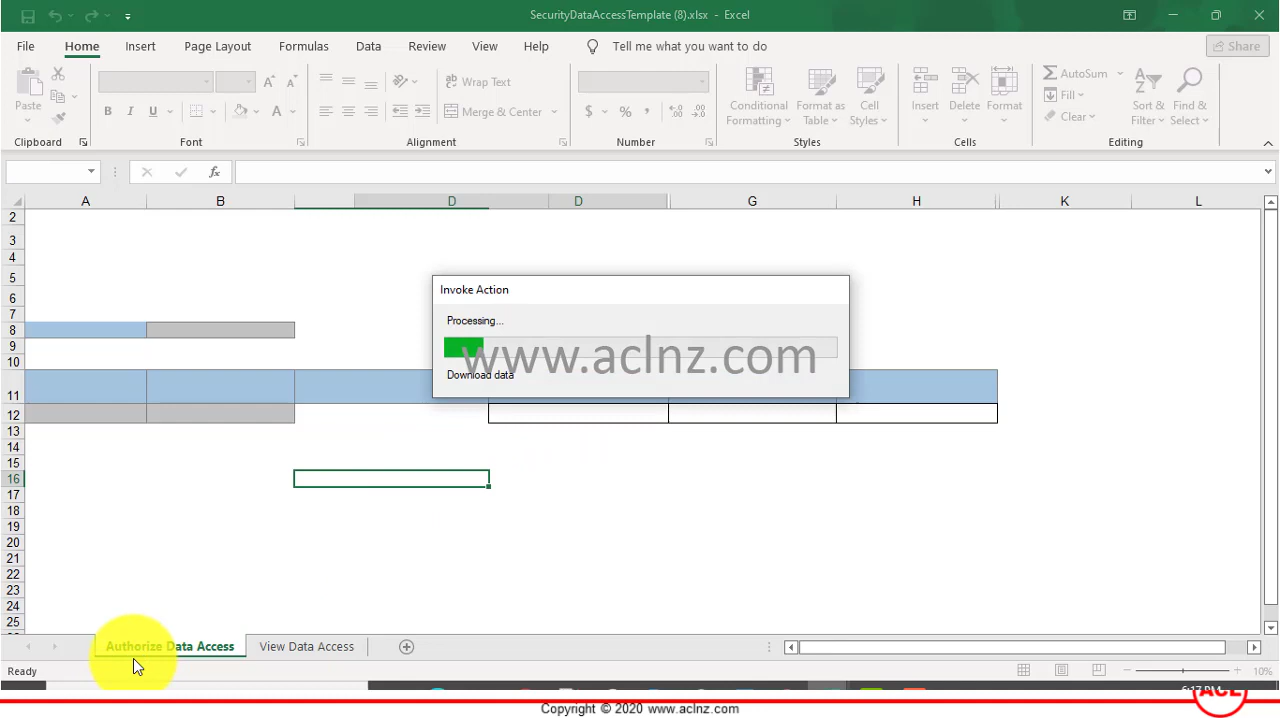 SecurityDataAccessTemplate (8).xlsx - Excel
File Home Insert Page Layout Formulas Data Review View Help Tell me what you want to do Share
Paste
B I U A A A
Wrap Text
Merge & Center
$ % ,
Conditional Formatting
Format as Table
Cell Styles
Insert
Delete
Format
AutoSum
Fill
Clear
Sort & Filter
Find & Select
Clipboard Font Alignment Number Styles Cells Editing
fx
A B D D G H K L
2
3
4
5
6
7
8
9
10
11
12
13
14
15
16
17
18
19
20
21
22
23
24
25
Invoke Action
Processing...
www.aclnz.com
Download data
Authorize Data Access View Data Access
Ready 10%
ACL
Copyright © 2020 www.aclnz.com